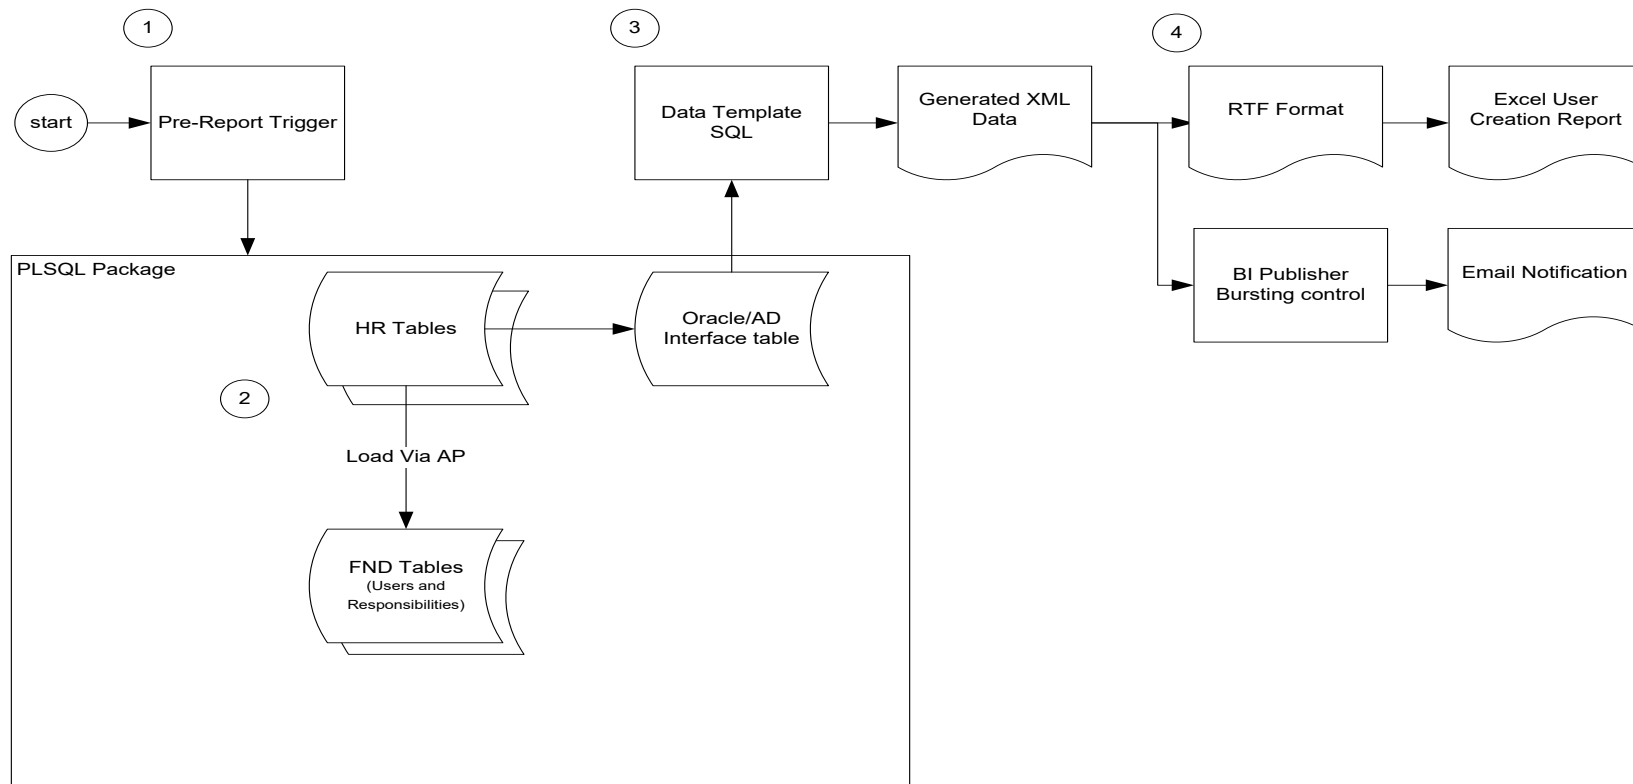 1
3
4
start
Pre-Report Trigger
Data Template
SQL
Generated XML
Data
RTF Format
Excel User
Creation Report
PLSQL Package
HR Tables
Oracle/AD
Interface table
BI Publisher
Bursting control
Email Notification
2
Load Via AP
FND Tables
(Users and
Responsibilities)